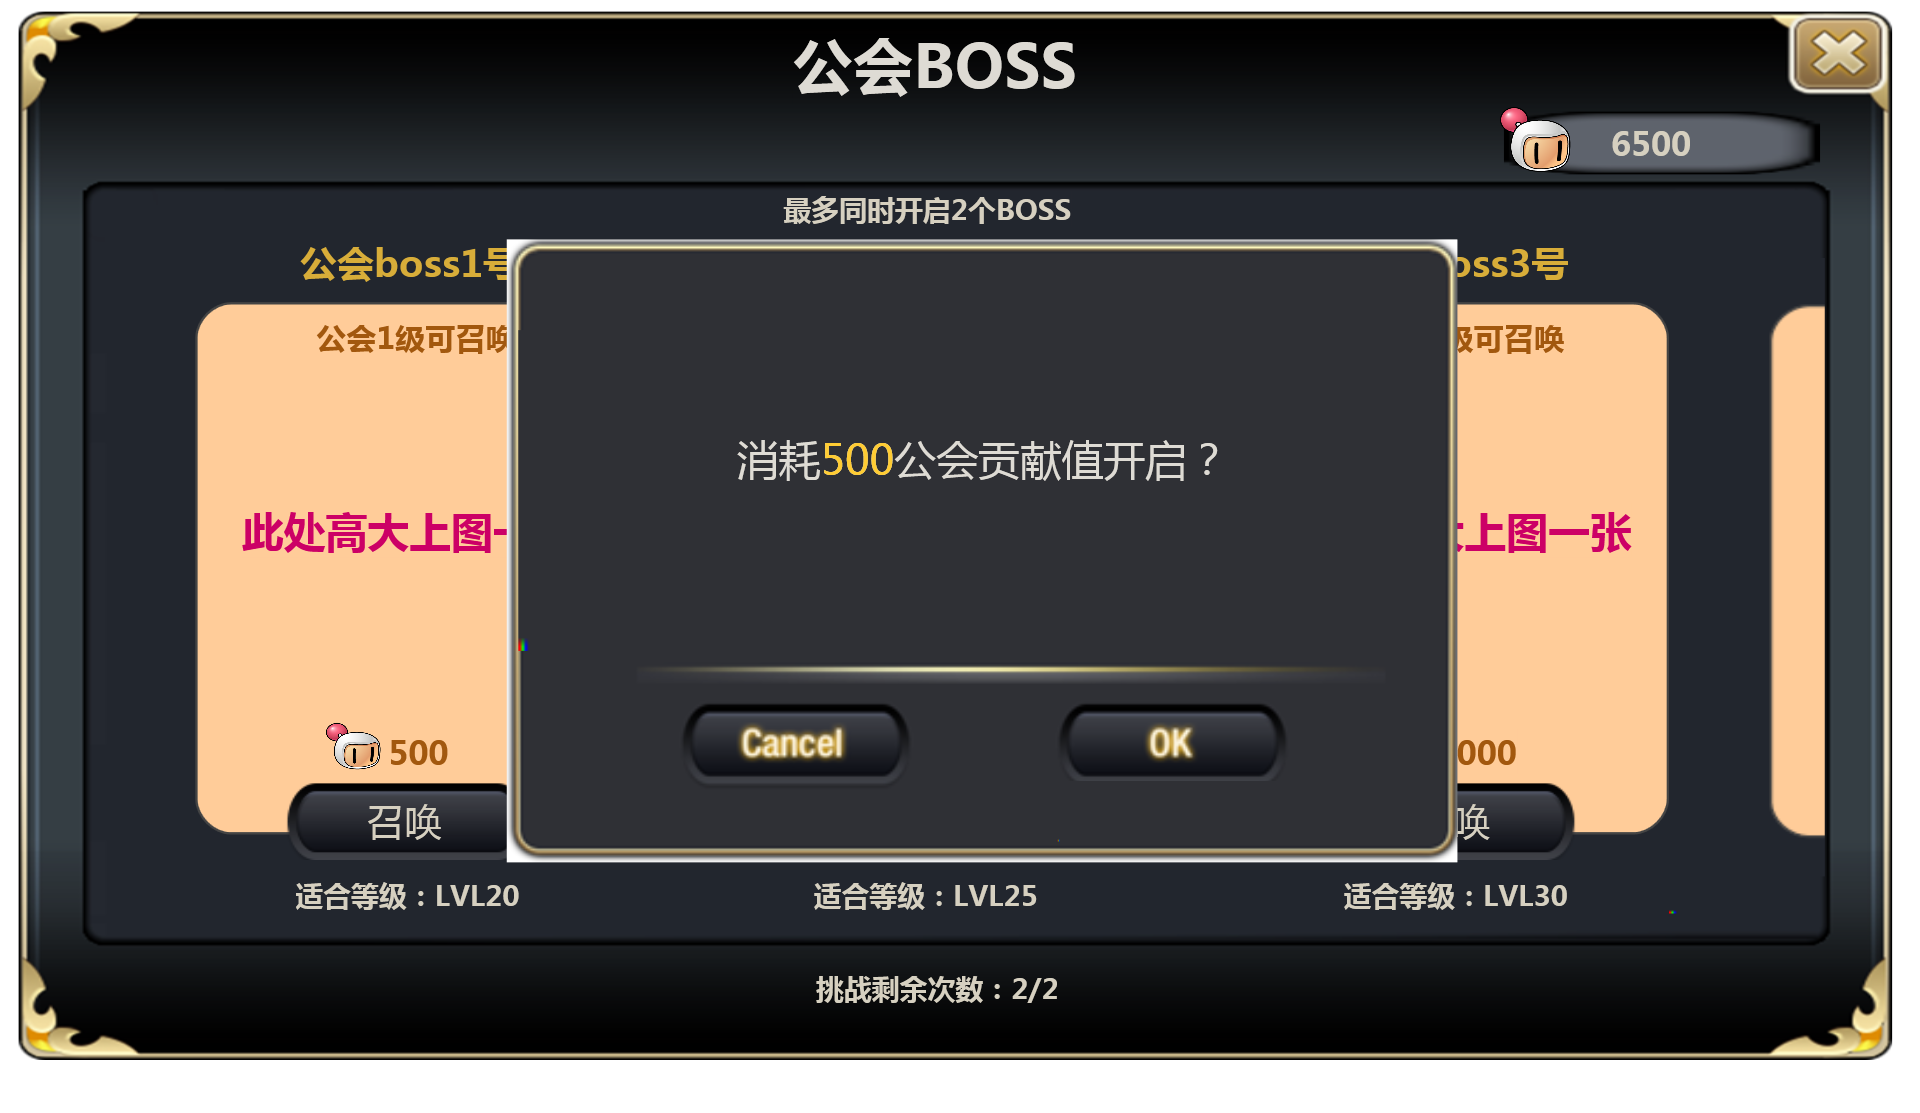 公会BOSS
6500
最多同时开启2个BOSS
公会boss1号
oss3号
公会1级可召唤
级可召唤
消耗500公会贡献值开启？
此处高大上图一
上图一张
500
000
Cancel
OK
召唤
唤
适合等级：LVL20
适合等级：LVL25
适合等级：LVL30
挑战剩余次数：2/2